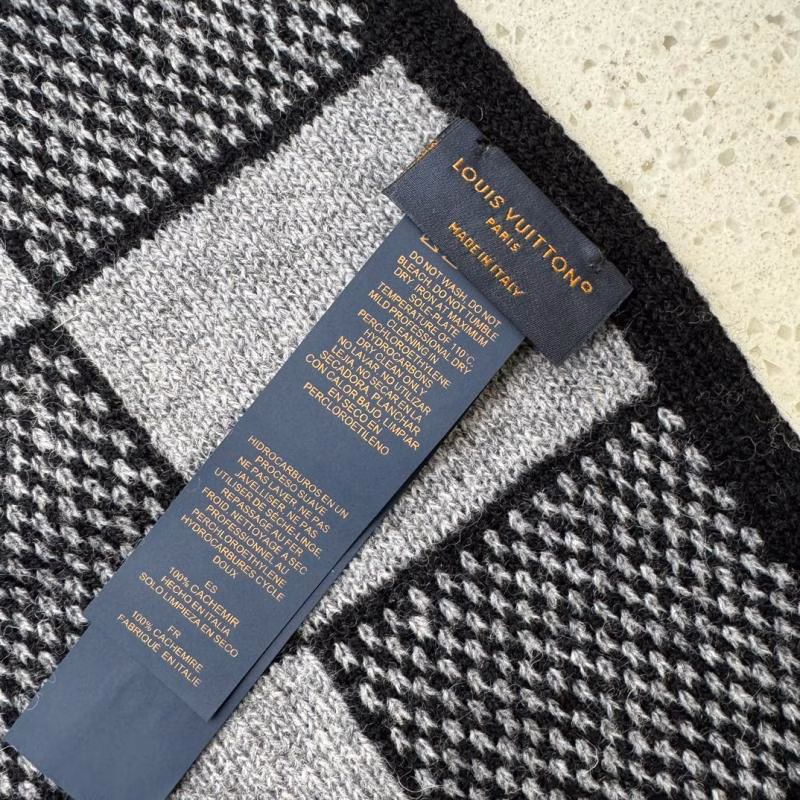 LOUIS VUITTON
PARIS
MADE IN ITALY
DO NOT WASH, DO NOT
BLEACH, DO NOT TUMBLE
DRY, IRON AT MAXIMUM
SOLE-PLATE
TEMPERATURE OF 110 C
MILD PROFESSIONAL DRY
CLEANING IN
PERCHLOROETHYLENE
HYDROCARBONS
DRY CLEAN ONLY
NO LAVAR NO UTILIZAR
LEJIA, NO SECAR EN LA
SECADORA, PLANCHAR
CON CALOR BAJO, LIMPIAR
EN SECO EN
PERCLOROETILENO
HIDROCARBUROS EN UN
PROCESO SUAVE
NE PAS LAVER, NE PAS
JAVELLISER, NE PAS
UTILISER DE SÈCHE-LINGE,
REPASSAGE AU FER
FROID NETTOYAGE A SEC
PROFESSIONNEL AU
PERCHLOROETHYLENE
HYDROCARBURES CYCLE
DOUX
ES
100% CACHEMIR
HECHO EN ITALIA
SOLO LIMPIEZA EN SECO
FR
100% CACHEMIRE
FABRIQUÉ EN ITALIE